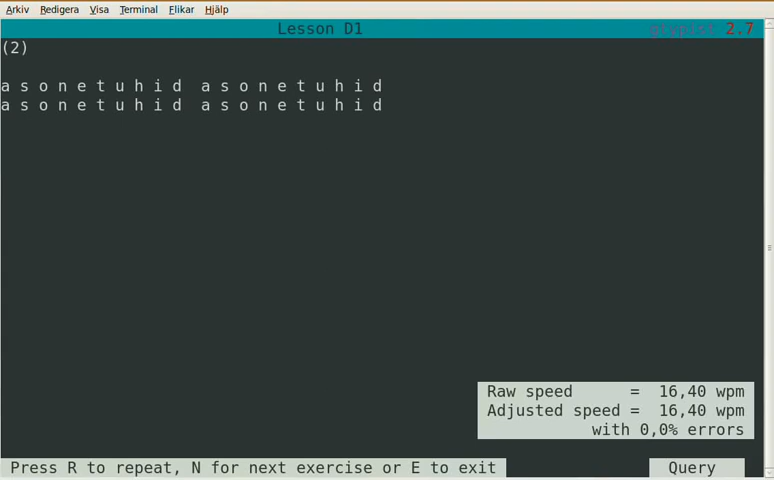 Arkiv Redigera Visa Terminal Flikar Hjälp
Lesson D1 gtypist 2.7
(2)
a s o n e t u h i d  a s o n e t u h i d
a s o n e t u h i d  a s o n e t u h i d
Raw speed = 16,40 wpm
Adjusted speed = 16,40 wpm
with 0,0% errors
Press R to repeat, N for next exercise or E to exit Query